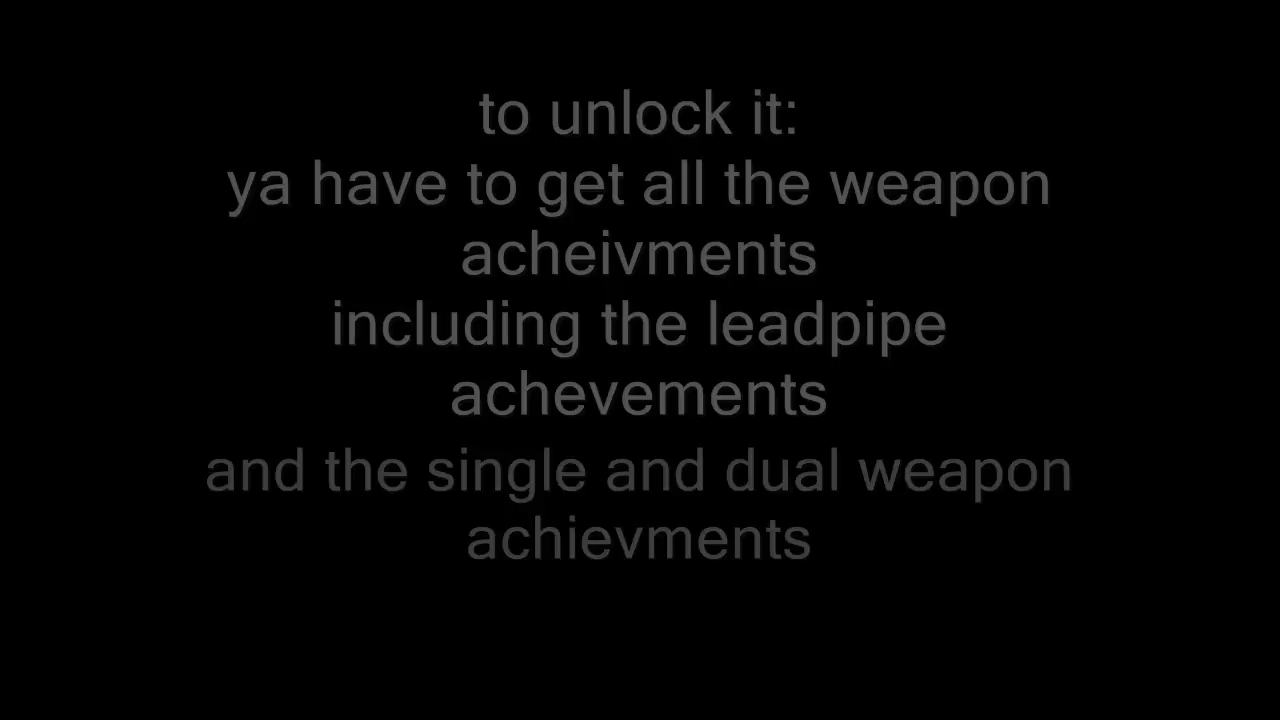 to unlock it:
ya have to get all the weapon
acheivments
including the leadpipe
achevements
and the single and dual weapon
achievments